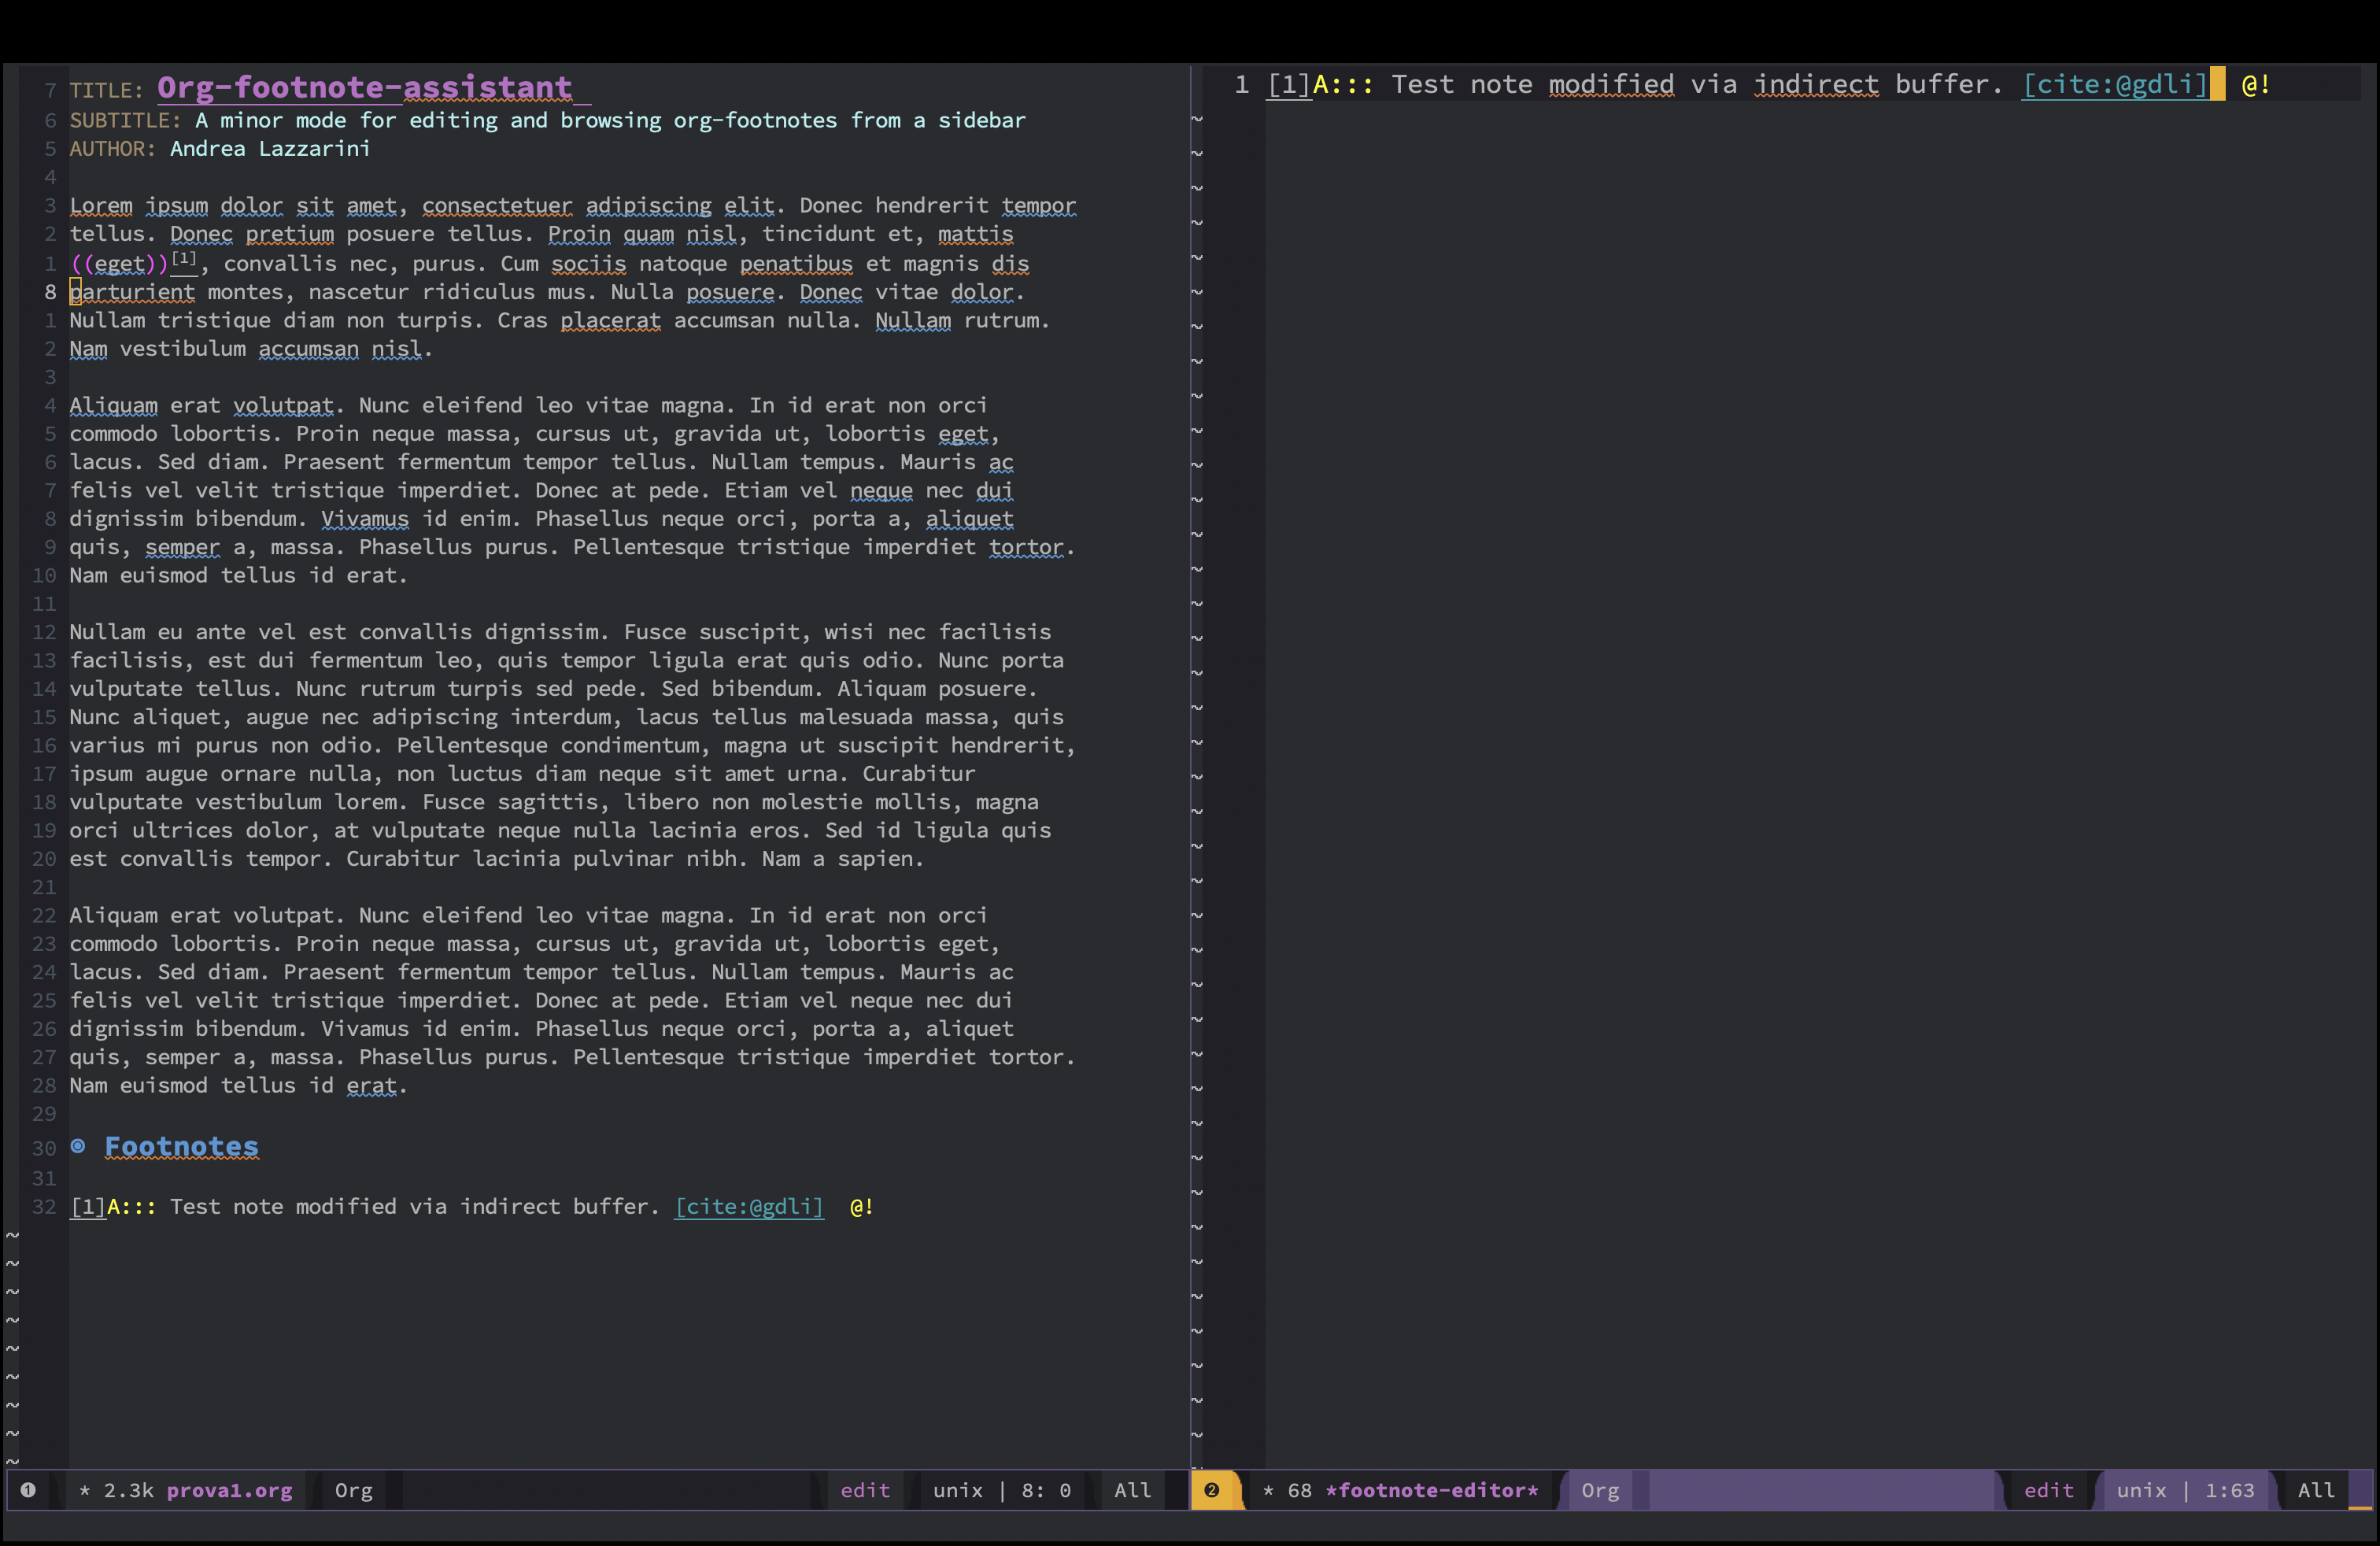 7 TITLE: Org-footnote-assistant
6 SUBTITLE: A minor mode for editing and browsing org-footnotes from a sidebar
5 AUTHOR: Andrea Lazzarini
4
3 Lorem ipsum dolor sit amet, consectetuer adipiscing elit. Donec hendrerit tempor
2 tellus. Donec pretium posuere tellus. Proin quam nisl, tincidunt et, mattis
1 ((eget))[1], convallis nec, purus. Cum sociis natoque penatibus et magnis dis
8 parturient montes, nascetur ridiculus mus. Nulla posuere. Donec vitae dolor.
1 Nullam tristique diam non turpis. Cras placerat accumsan nulla. Nullam rutrum.
2 Nam vestibulum accumsan nisl.
3
4 Aliquam erat volutpat. Nunc eleifend leo vitae magna. In id erat non orci
5 commodo lobortis. Proin neque massa, cursus ut, gravida ut, lobortis eget,
6 lacus. Sed diam. Praesent fermentum tempor tellus. Nullam tempus. Mauris ac
7 felis vel velit tristique imperdiet. Donec at pede. Etiam vel neque nec dui
8 dignissim bibendum. Vivamus id enim. Phasellus neque orci, porta a, aliquet
9 quis, semper a, massa. Phasellus purus. Pellentesque tristique imperdiet tortor.
10 Nam euismod tellus id erat.
11
12 Nullam eu ante vel est convallis dignissim. Fusce suscipit, wisi nec facilisis
13 facilisis, est dui fermentum leo, quis tempor ligula erat quis odio. Nunc porta
14 vulputate tellus. Nunc rutrum turpis sed pede. Sed bibendum. Aliquam posuere.
15 Nunc aliquet, augue nec adipiscing interdum, lacus tellus malesuada massa, quis
16 varius mi purus non odio. Pellentesque condimentum, magna ut suscipit hendrerit,
17 ipsum augue ornare nulla, non luctus diam neque sit amet urna. Curabitur
18 vulputate vestibulum lorem. Fusce sagittis, libero non molestie mollis, magna
19 orci ultrices dolor, at vulputate neque nulla lacinia eros. Sed id ligula quis
20 est convallis tempor. Curabitur lacinia pulvinar nibh. Nam a sapien.
21
22 Aliquam erat volutpat. Nunc eleifend leo vitae magna. In id erat non orci
23 commodo lobortis. Proin neque massa, cursus ut, gravida ut, lobortis eget,
24 lacus. Sed diam. Praesent fermentum tempor tellus. Nullam tempus. Mauris ac
25 felis vel velit tristique imperdiet. Donec at pede. Etiam vel neque nec dui
26 dignissim bibendum. Vivamus id enim. Phasellus neque orci, porta a, aliquet
27 quis, semper a, massa. Phasellus purus. Pellentesque tristique imperdiet tortor.
28 Nam euismod tellus id erat.
29
30 Footnotes
31
32 [1]A::: Test note modified via indirect buffer. [cite:@gdli] @!
❶ * 2.3k prova1.org Org edit unix | 8: 0 All
1 [1]A::: Test note modified via indirect buffer. [cite:@gdli] @!
❷ * 68 *footnote-editor* Org edit unix | 1:63 All